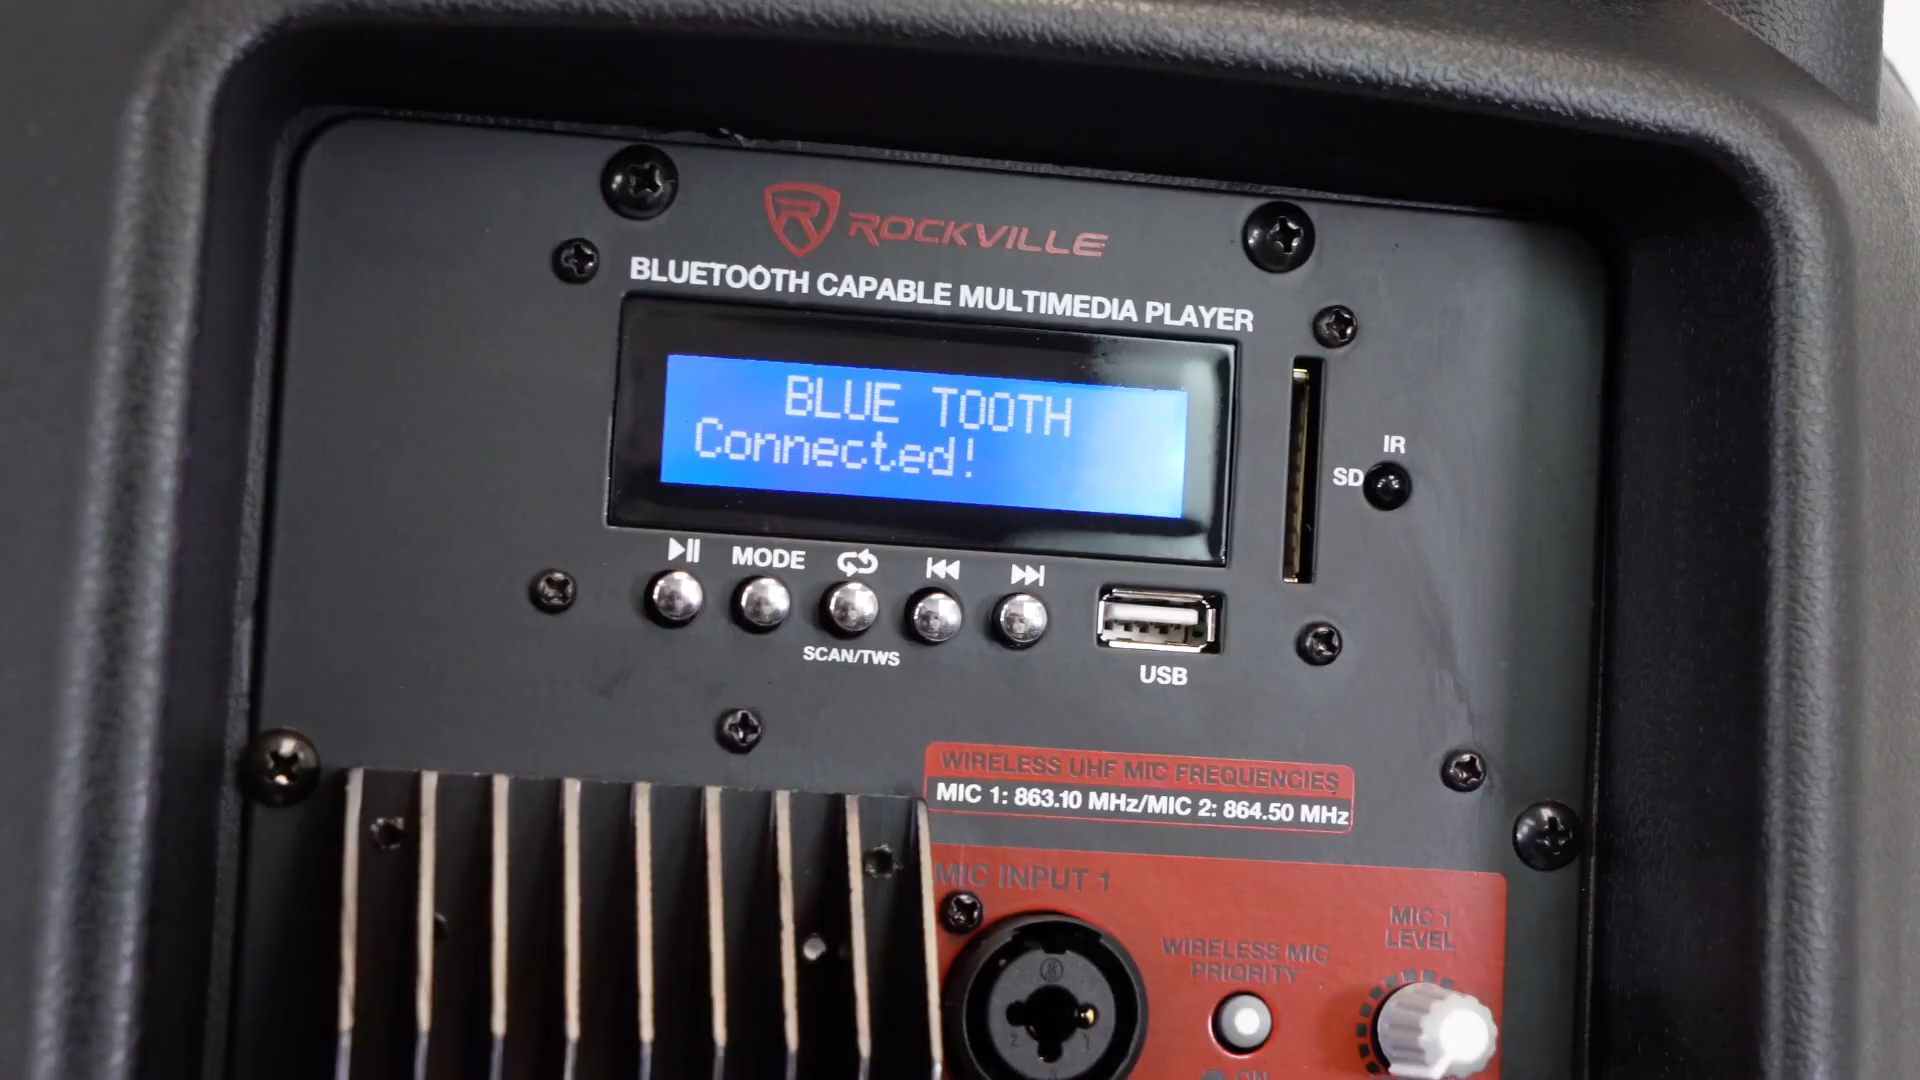 ROCKVILLE
BLUETOOTH CAPABLE MULTIMEDIA PLAYER
BLUE TOOTH
Connected!
IR
SD
MODE
SCAN/TWS
USB
WIRELESS UHF MIC FREQUENCIES
MIC 1: 863.10 MHz/MIC 2: 864.50 MHz
MIC INPUT 1
MIC 1
LEVEL
WIRELESS MIC
PRIORITY